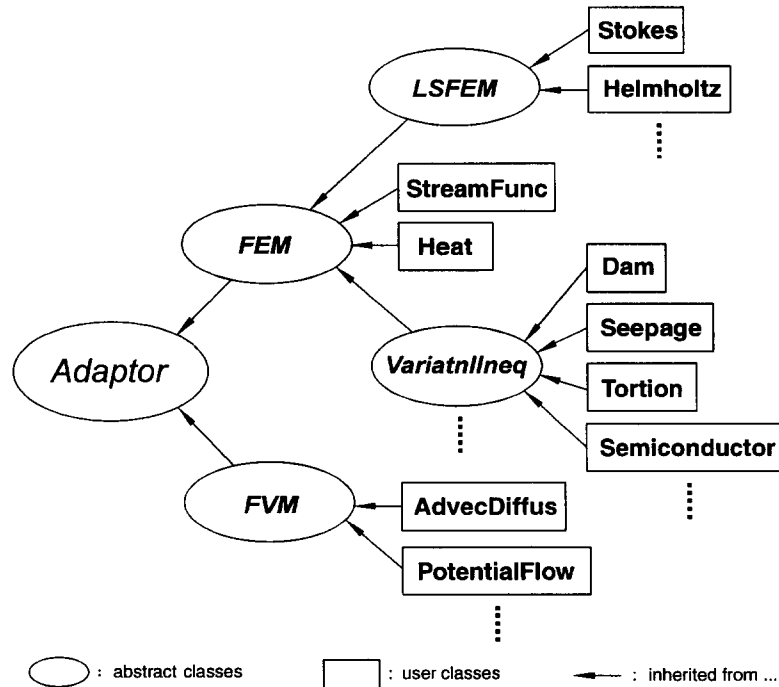 Stokes
LSFEM
Helmholtz
StreamFunc
FEM
Heat
Dam
Seepage
VariatnlIneq
Adaptor
Tortion
Semiconductor
FVM
AdvecDiffus
PotentialFlow
: abstract classes
: user classes
: inherited from ...